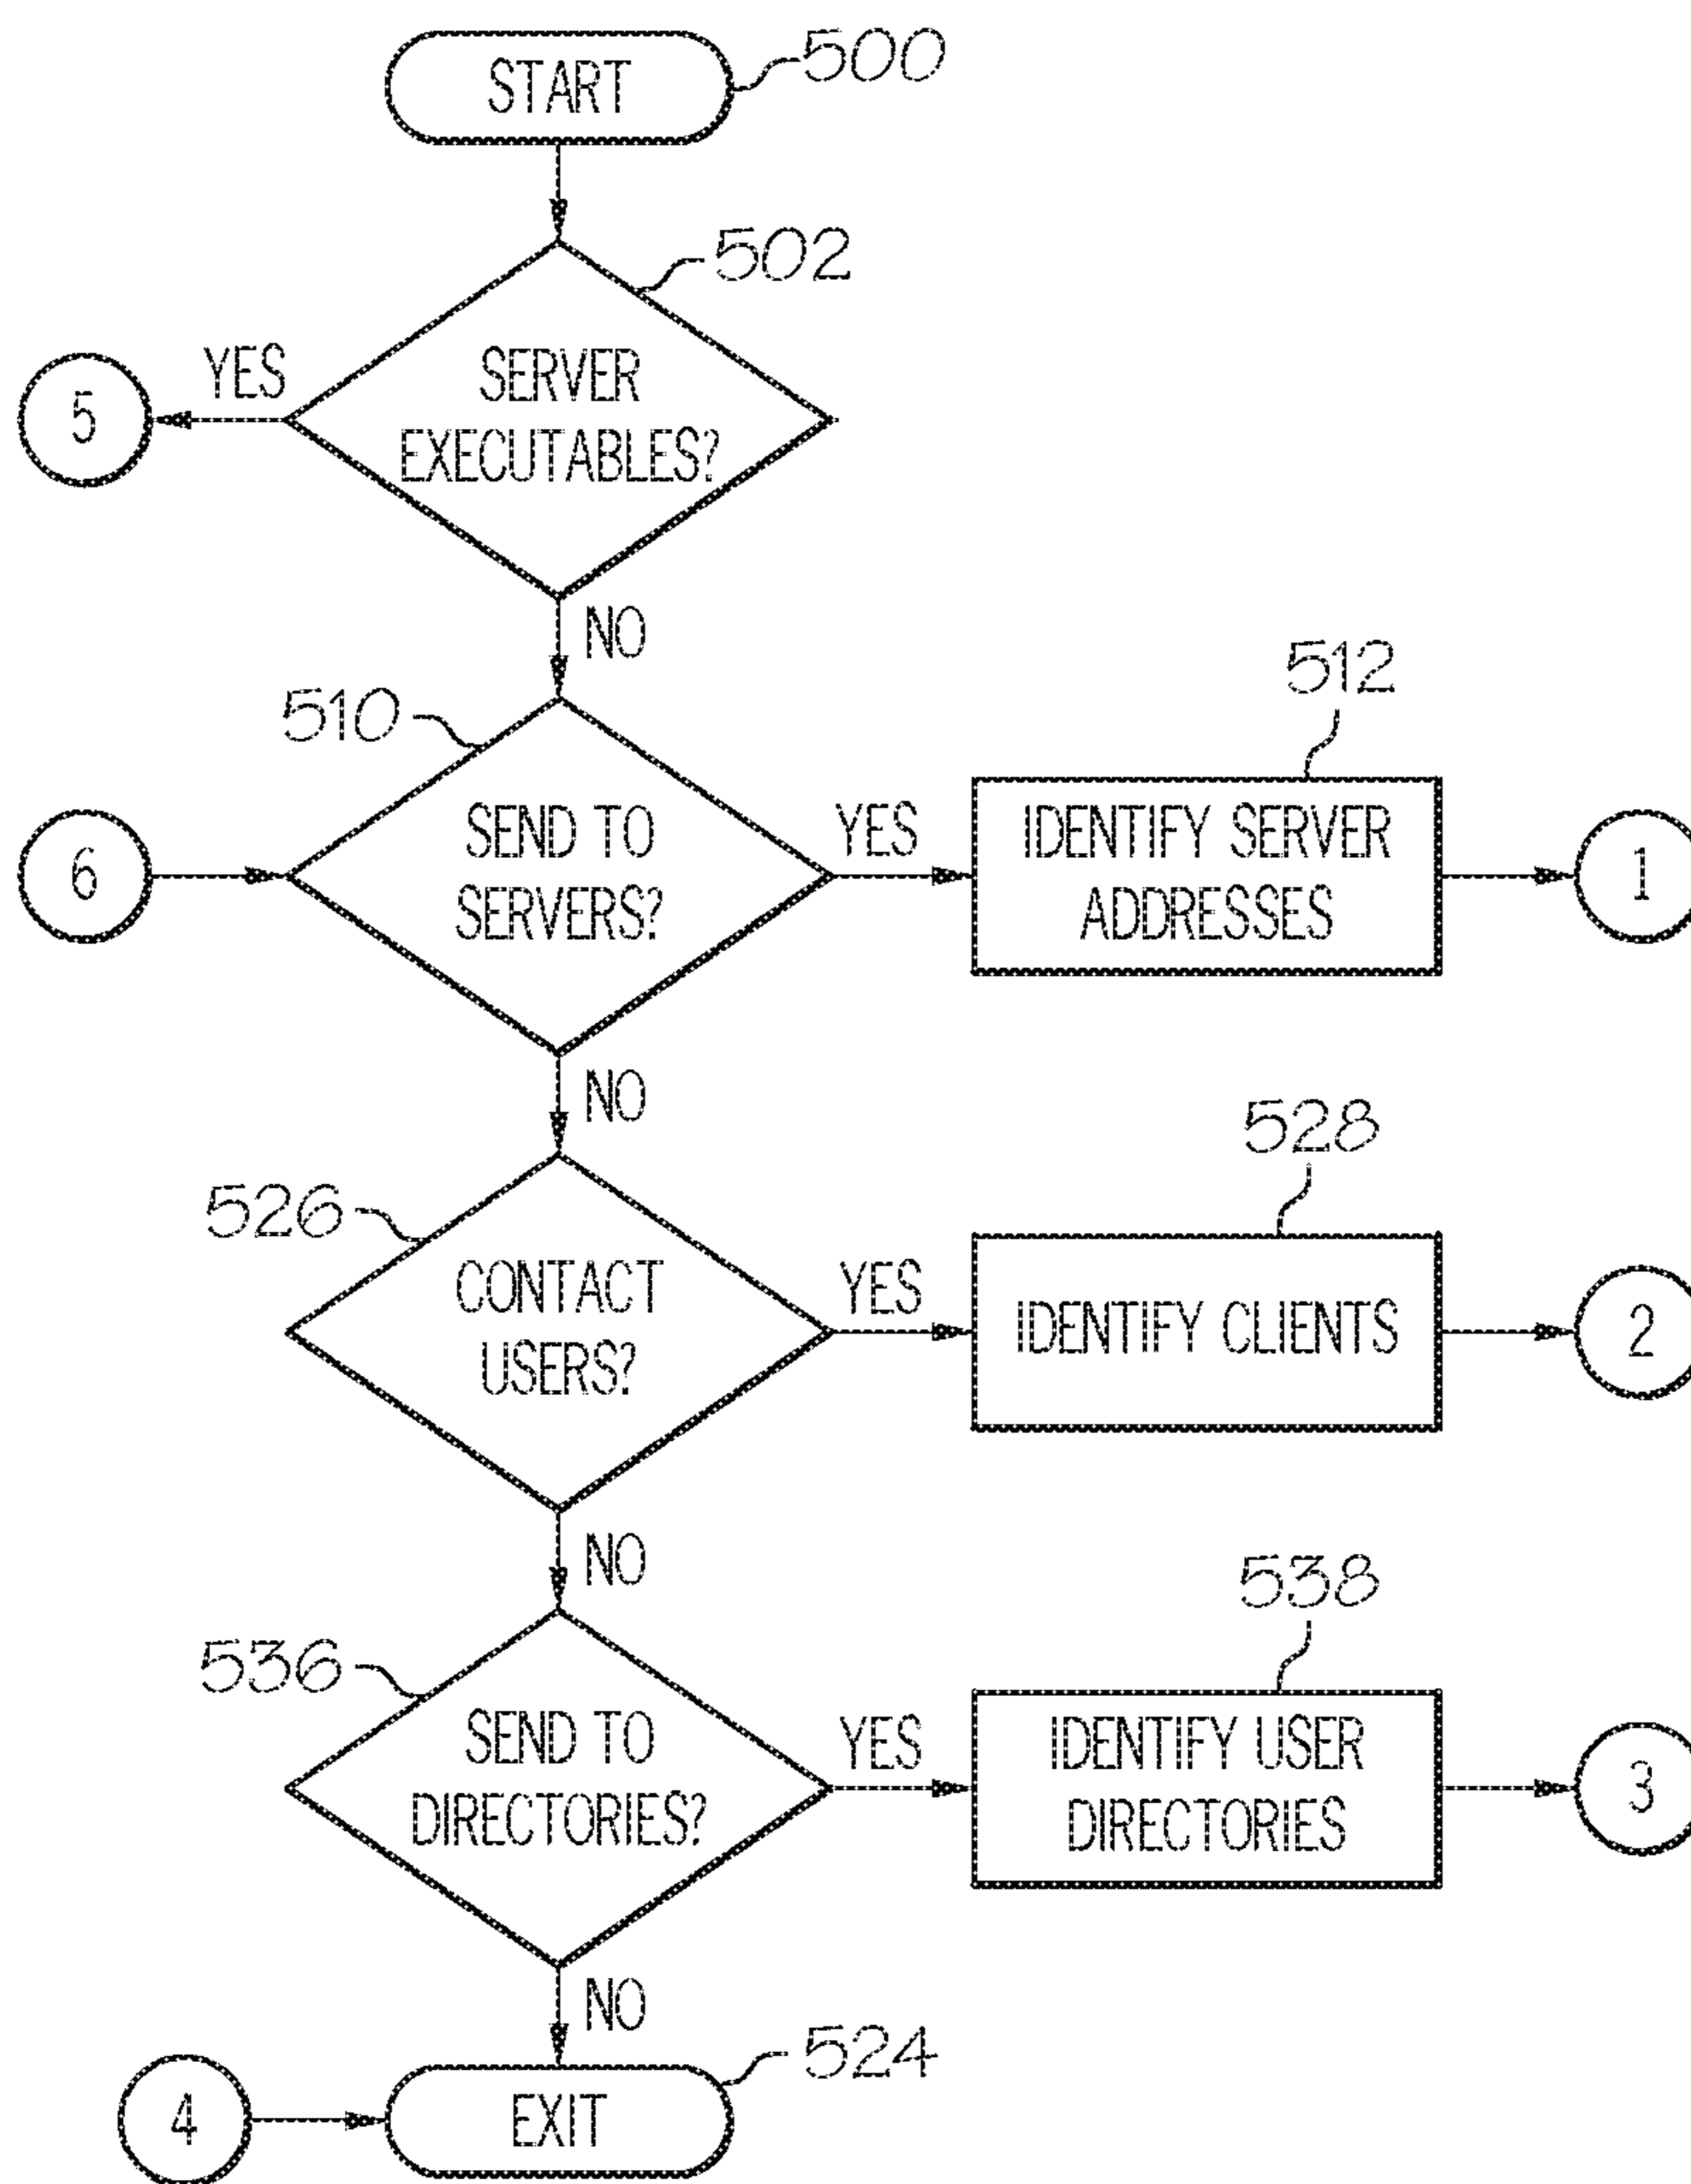 START
500
502
YES
5
SERVER
EXECUTABLES?
NO
510
512
6
SEND TO
SERVERS?
YES
IDENTIFY SERVER
ADDRESSES
1
NO
526
528
CONTACT
USERS?
YES
IDENTIFY CLIENTS
2
NO
536
538
SEND TO
DIRECTORIES?
YES
IDENTIFY USER
DIRECTORIES
3
NO
524
4
EXIT